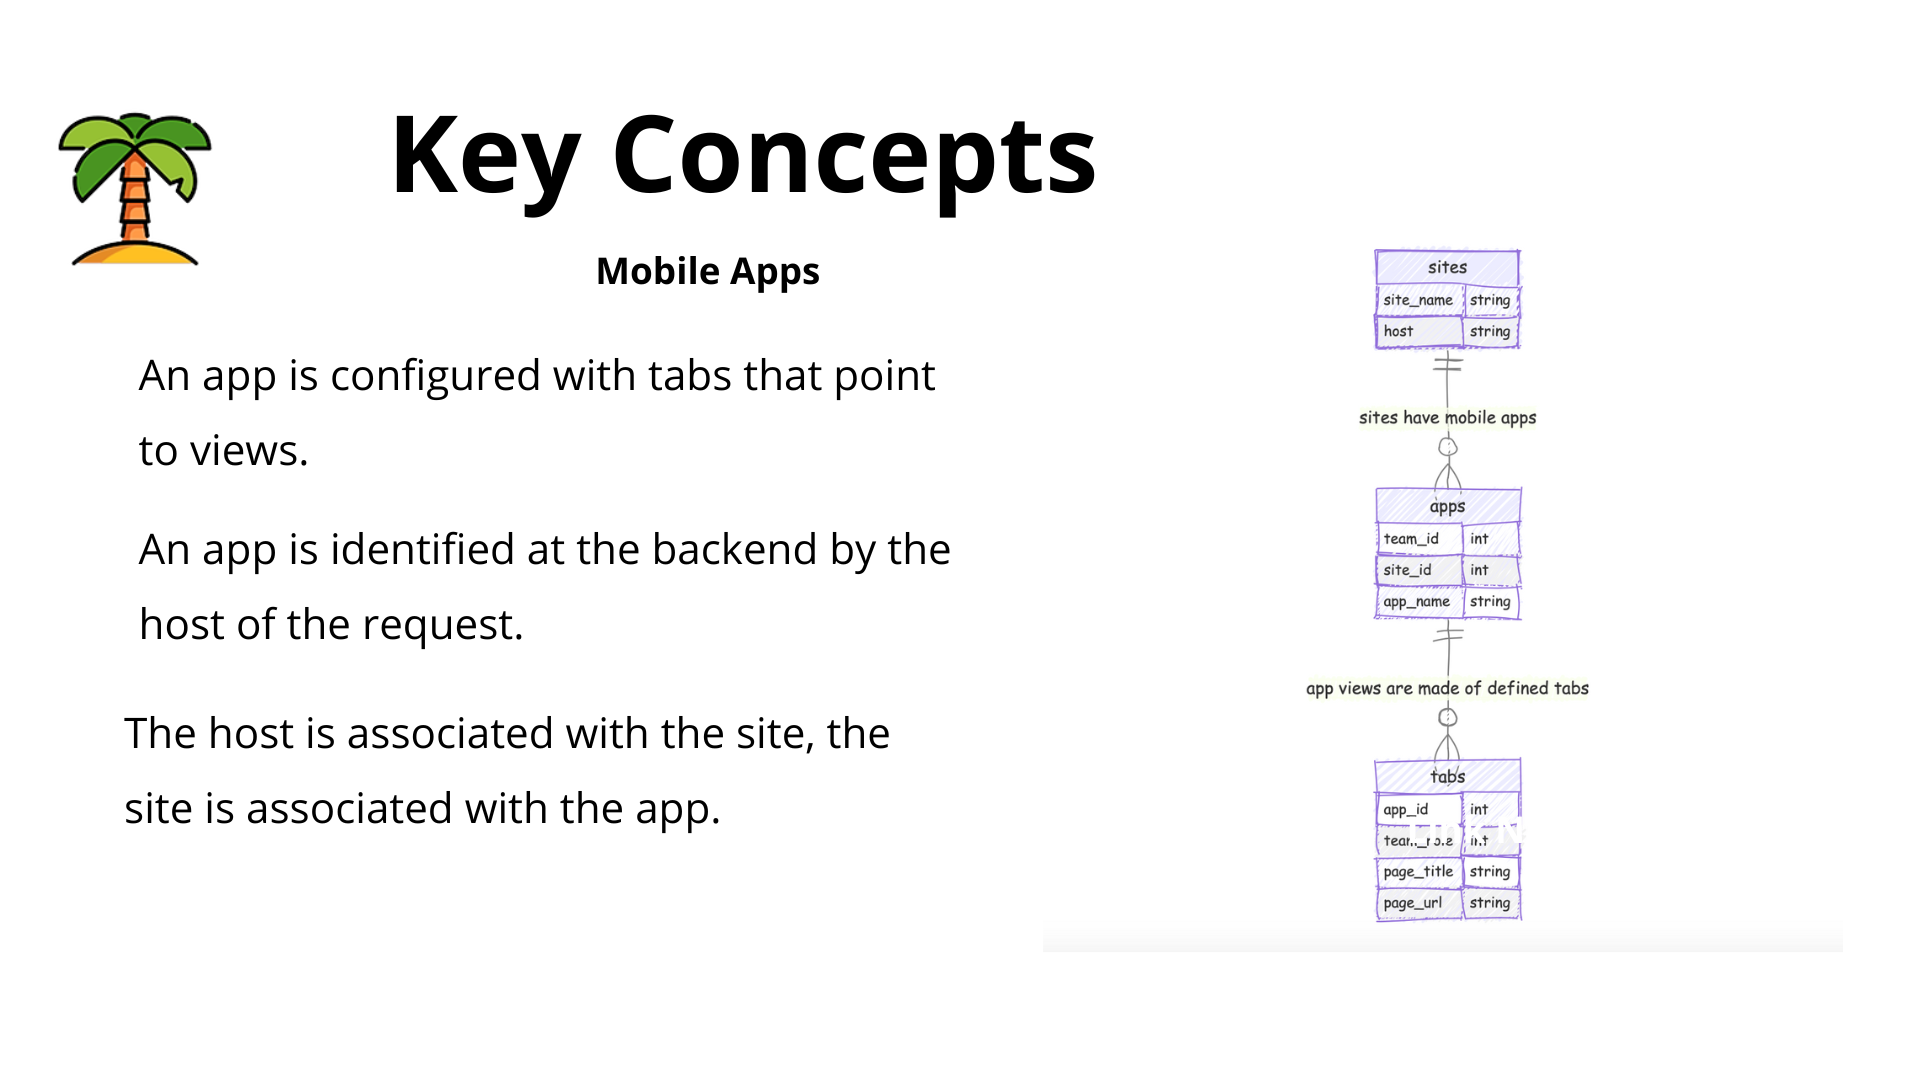 Key Concepts
Mobile Apps
An app is configured with tabs that point
to views.
An app is identified at the backend by the
host of the request.
The host is associated with the site, the
site is associated with the app.
sites
site_name string
host string
sites have mobile apps
apps
team_id int
site_id int
app_name string
app views are made of defined tabs
tabs
app_id int
int
page_title string
page_url string